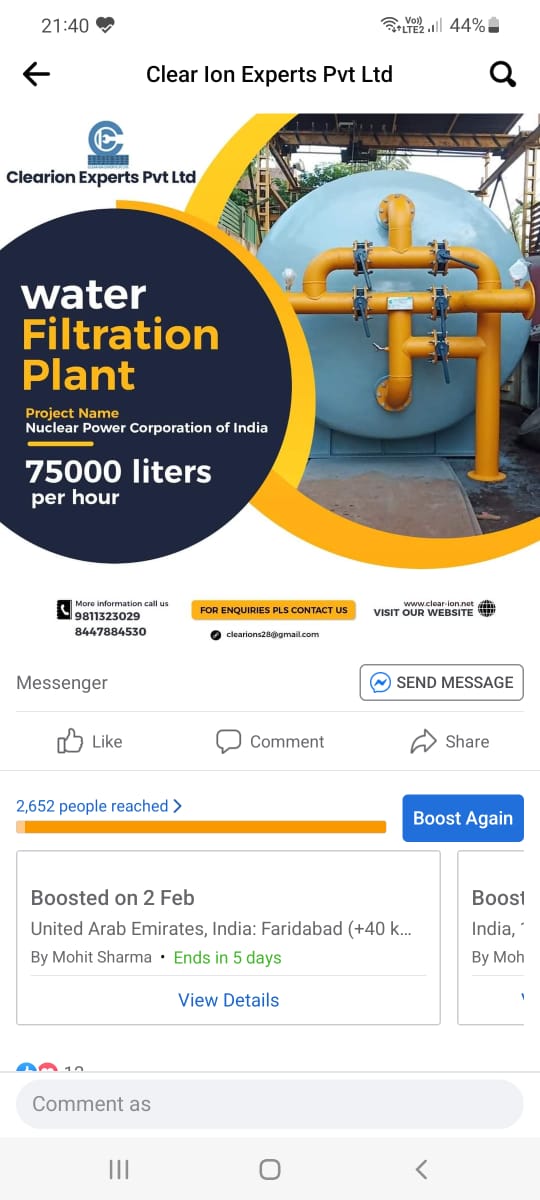 21:40
Vo))
LTE2
44%
Clear Ion Experts Pvt Ltd
Clearion Experts Pvt Ltd
water
Filtration
Plant
Project Name
Nuclear Power Corporation of India
75000 liters
per hour
More information call us
9811323029
8447884530
FOR ENQUIRIES PLS CONTACT US
clearions28@gmail.com
www.clear-ion.net
VISIT OUR WEBSITE
Messenger
SEND MESSAGE
Like
Comment
Share
2,652 people reached
Boost Again
Boosted on 2 Feb
United Arab Emirates, India: Faridabad (+40 k...
By Mohit Sharma • Ends in 5 days
View Details
Boost
India,
By Moh
Comment as